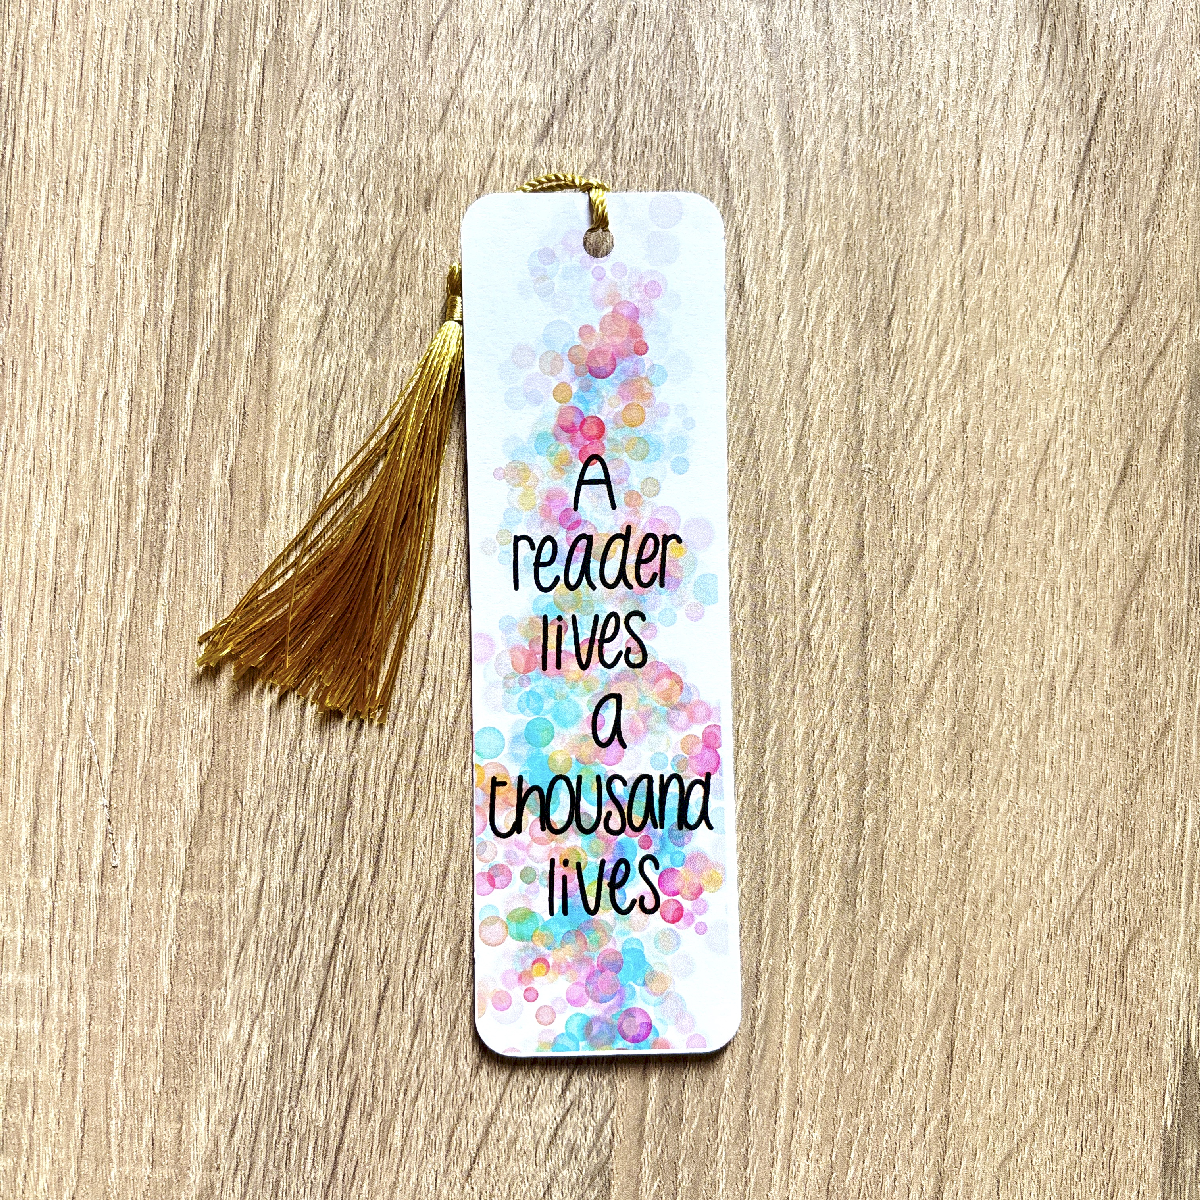 A
reader
lives
a
thousand
lives